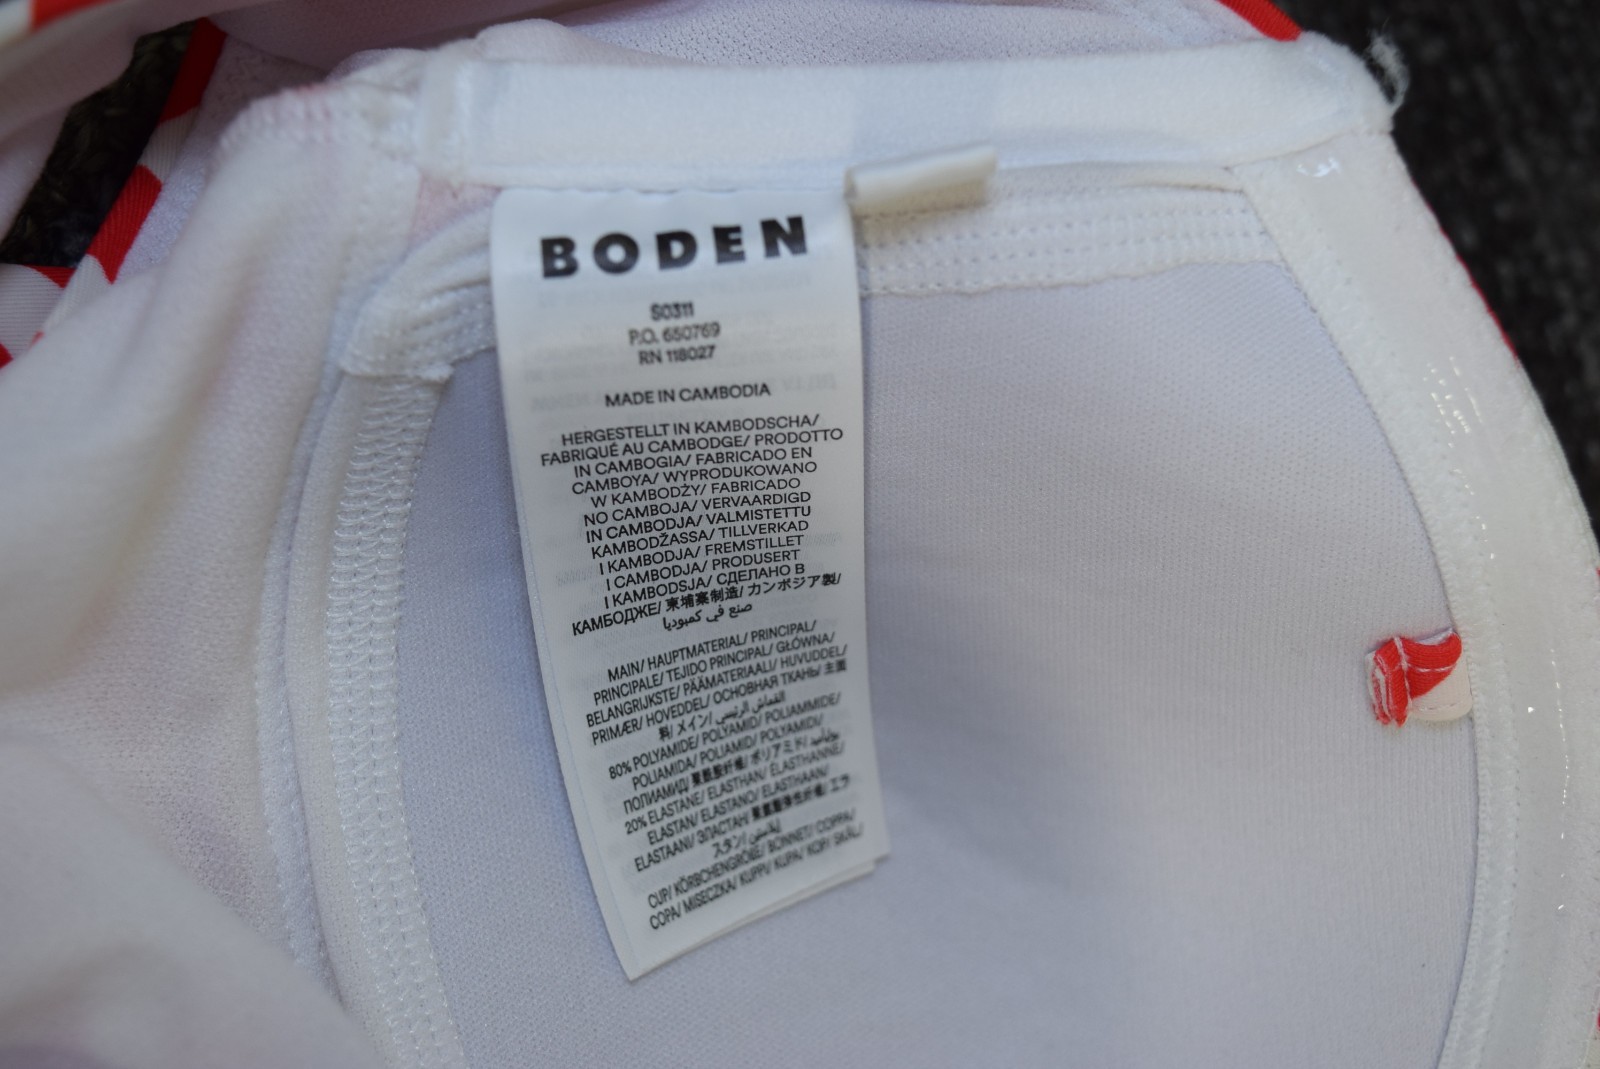 BODEN
S0311
P.O. 650769
RN 118027
MADE IN CAMBODIA
HERGESTELLT IN KAMBODSCHA/
FABRIQUÉ AU CAMBODGE/ PRODOTTO
IN CAMBOGIA/ FABRICADO EN
CAMBOYA/ WYPRODUKOWANO
W KAMBODŻY/ FABRICADO
NO CAMBOJA/ VERVAARDIGD
IN CAMBODJA/ VALMISTETTU
KAMBODŽASSA/ TILLVERKAD
I KAMBODJA/ FREMSTILLET
I CAMBODJA/ PRODUSERT
I KAMBODSJA/ СДЕЛАНО В
КАМБОДЖЕ/ 柬埔寨制造/ カンボジア製/
صنع في كمبوديا
MAIN/ HAUPTMATERIAL/ PRINCIPAL/
PRINCIPALE/ TEJIDO PRINCIPAL/ GŁÓWNA/
BELANGRIJKSTE/ PÄÄMATERIAALI/ HUVUDDEL/
PRIMÆR/ HOVEDDEL/ ОСНОВНАЯ ТКАНЬ/ 主面
料/ メイン/ القماش الرئيسي
80% POLYAMIDE/ POLYAMID/ POLIAMMIDE/
POLIAMIDA/ POLIAMID/ POLYAMIDI/
ПОЛИАМИД/ 聚酰胺纤维/ ポリアミド/ بولياميد
20% ELASTANE/ ELASTHAN/ ÉLASTHANNE/
ELASTAN/ ELASTANO/ ELASTHAAN/
ELASTAANI/ ЭЛАСТАН/ 聚氨酯弹性纤维/ エラ
スタン/ إيلاستين
CUP/ KÖRBCHENGRÖßE/ BONNET/ COPPA/
COPA/ MISECZKA/ KUPPI/ KUPA/ KOP/ SKÅL/